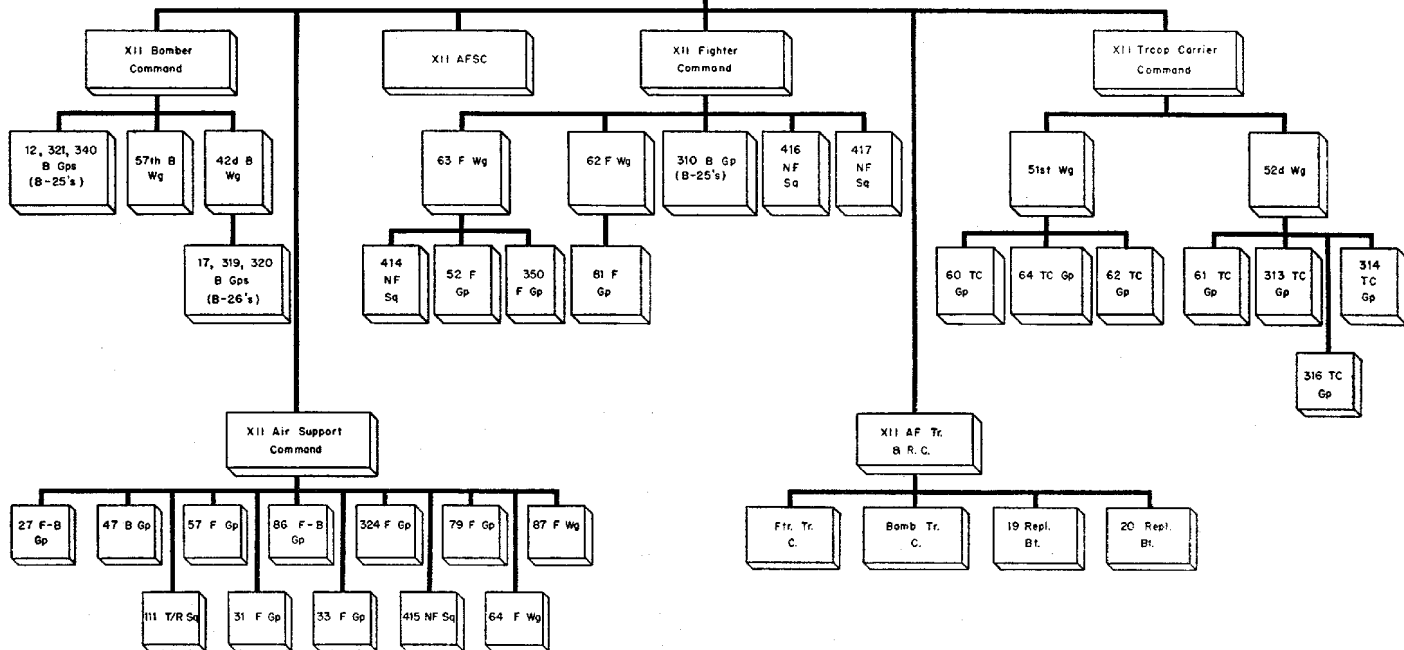 XII Bomber
Command
XII AFSC
XII Fighter
Command
XII Troop Carrier
Command
12, 321, 340
B Gps
(B-25's)
57th B
Wg
42d B
Wg
63 F Wg
62 F Wg
310 B Gp
(B-25's)
416
NF
Sq
417
NF
Sq
51st Wg
52d Wg
17, 319, 320
B Gps
(B-26's)
414
NF
Sq
52 F
Gp
350
F Gp
81 F
Gp
60 TC
Gp
64 TC Gp
62 TC
Gp
61 TC
Gp
313 TC
Gp
314
TC
Gp
316 TC
Gp
XII Air Support
Command
XII AF Tr.
& R. C.
27 F-B
Gp
47 B Gp
57 F Gp
86 F-B
Gp
324 F Gp
79 F Gp
87 F Wg
Ftr. Tr.
C.
Bomb Tr.
C.
19 Repl.
Bt.
20 Repl.
Bt.
111 T/R Sq
31 F Gp
33 F Gp
415 NF Sq
64 F Wg